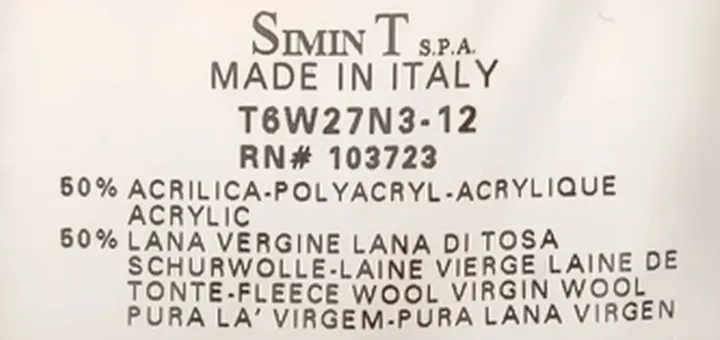 SIMIN T S.P.A.
MADE IN ITALY
T6W27N3-12
RN# 103723
50% ACRILICA-POLYACRYL-ACRYLIQUE
ACRYLIC
50% LANA VERGINE LANA DI TOSA
SCHURWOLLE-LAINE VIERGE LAINE DE
TONTE-FLEECE WOOL VIRGIN WOOL
PURA LA' VIRGEM-PURA LANA VIRGEN